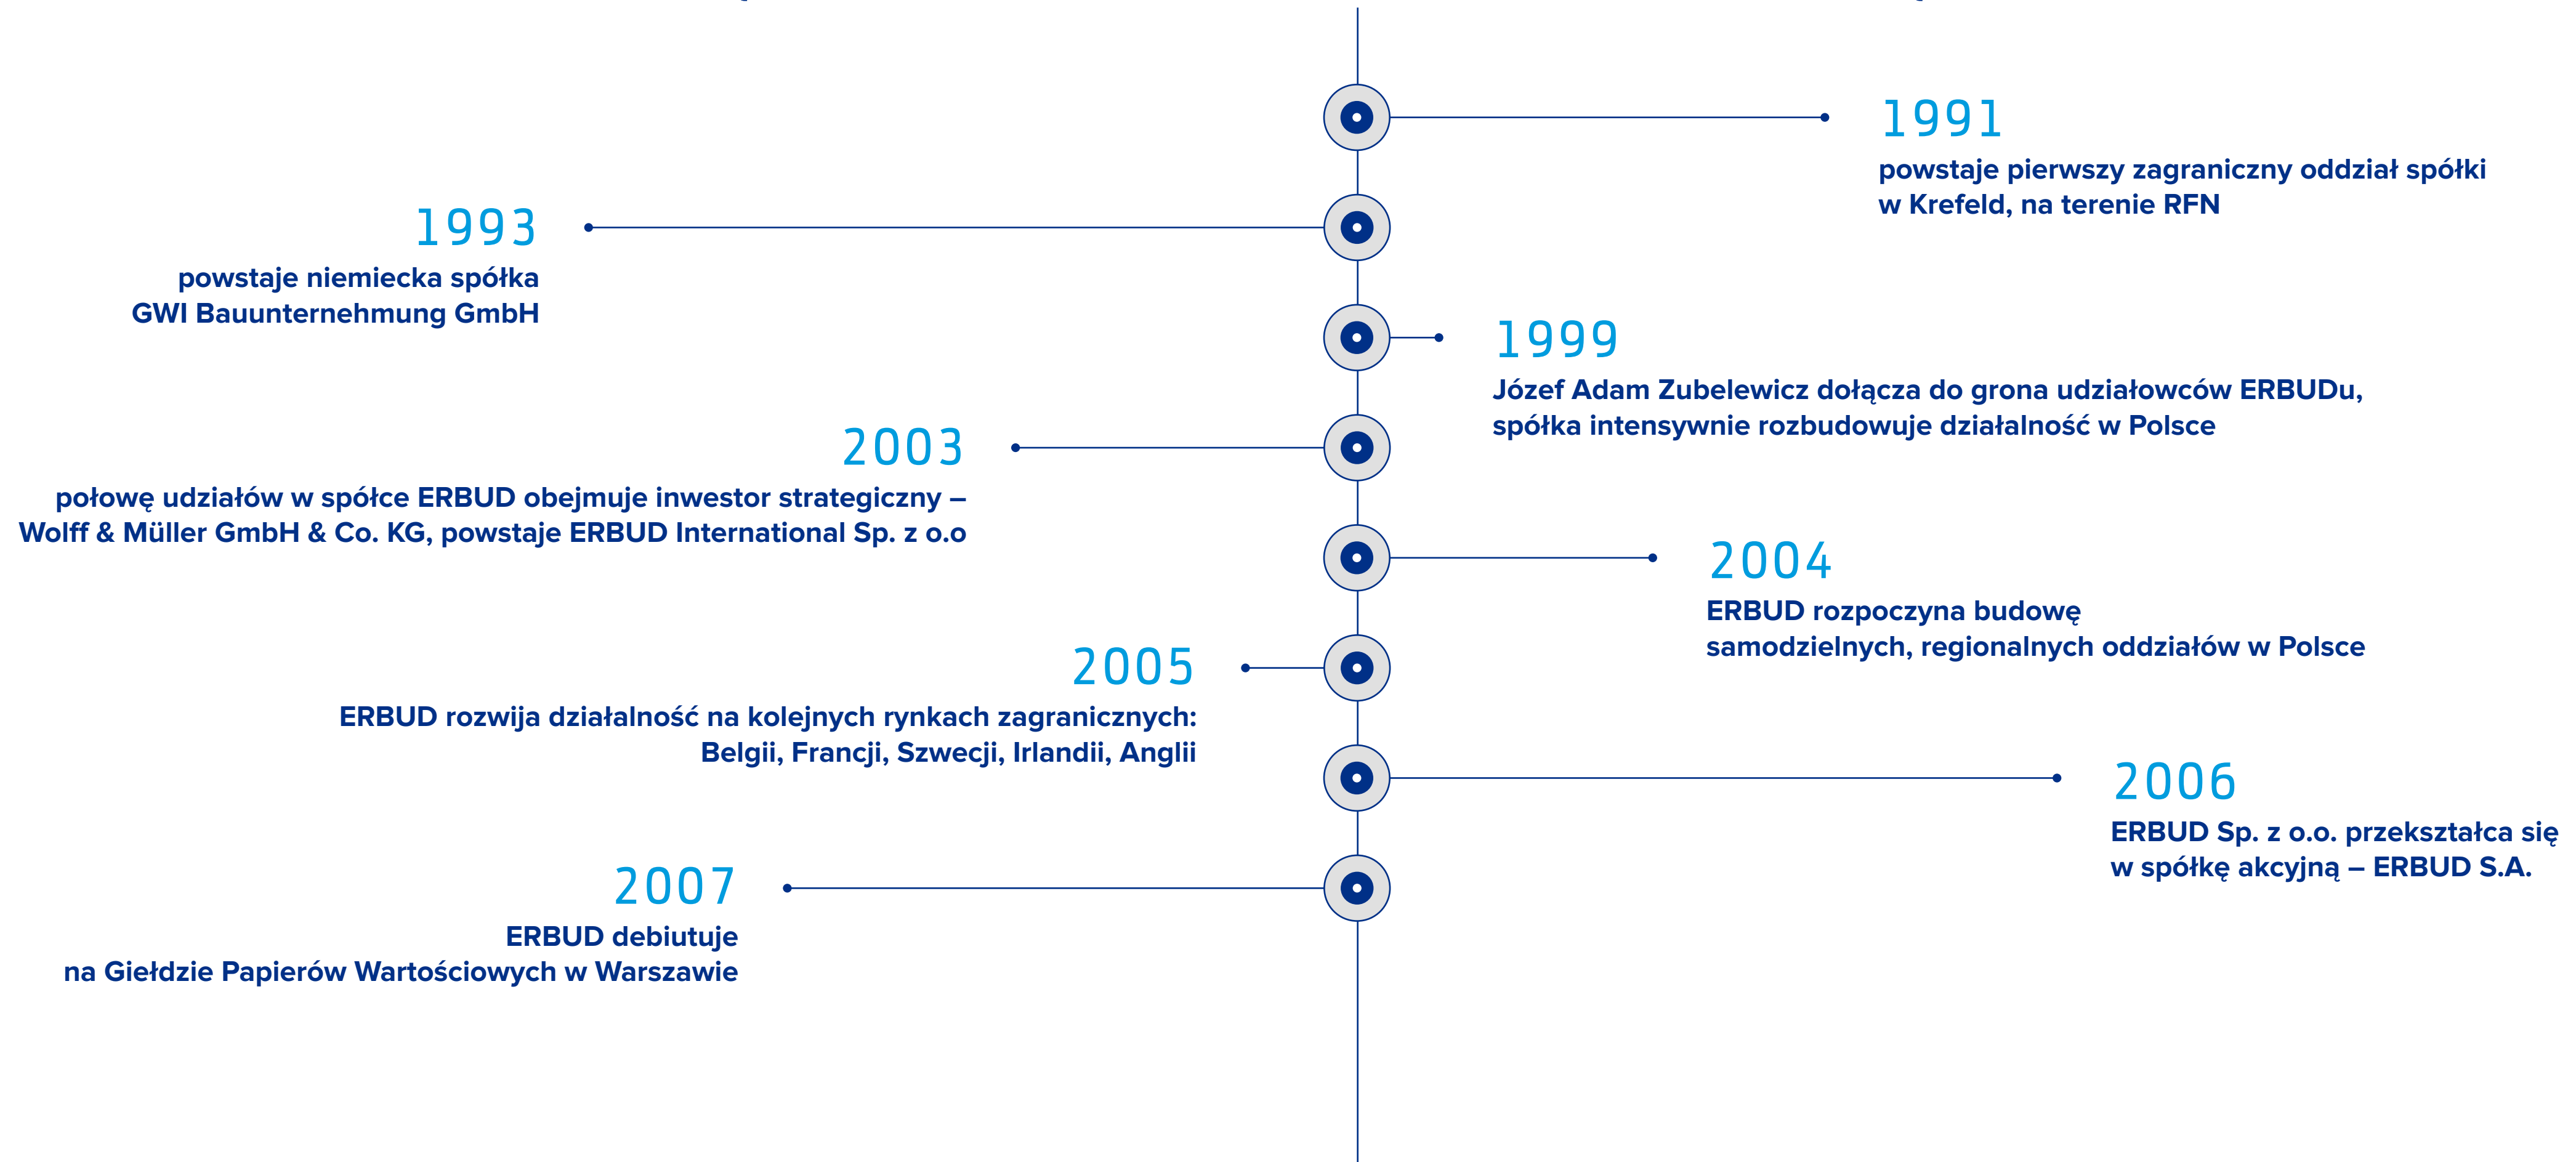 1991
powstaje pierwszy zagraniczny oddział spółki
w Krefeld, na terenie RFN
1993
powstaje niemiecka spółka
GWI Bauunternehmung GmbH
1999
Józef Adam Zubelewicz dołącza do grona udziałowców ERBUDu,
spółka intensywnie rozbudowuje działalność w Polsce
2003
połowę udziałów w spółce ERBUD obejmuje inwestor strategiczny –
Wolff & Müller GmbH & Co. KG, powstaje ERBUD International Sp. z o.o
2004
ERBUD rozpoczyna budowę
samodzielnych, regionalnych oddziałów w Polsce
2005
ERBUD rozwija działalność na kolejnych rynkach zagranicznych:
Belgii, Francji, Szwecji, Irlandii, Anglii
2006
ERBUD Sp. z o.o. przekształca się
w spółkę akcyjną – ERBUD S.A.
2007
ERBUD debiutuje
na Giełdzie Papierów Wartościowych w Warszawie